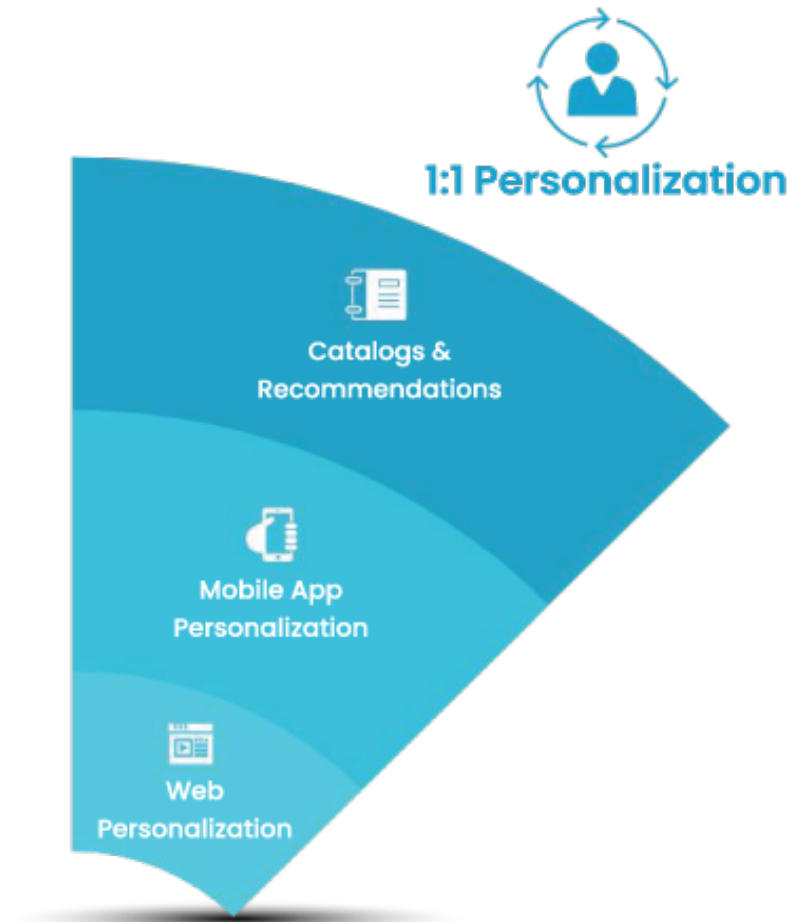 1:1 Personalization
Catalogs &
Recommendations
Mobile App
Personalization
Web
Personalization